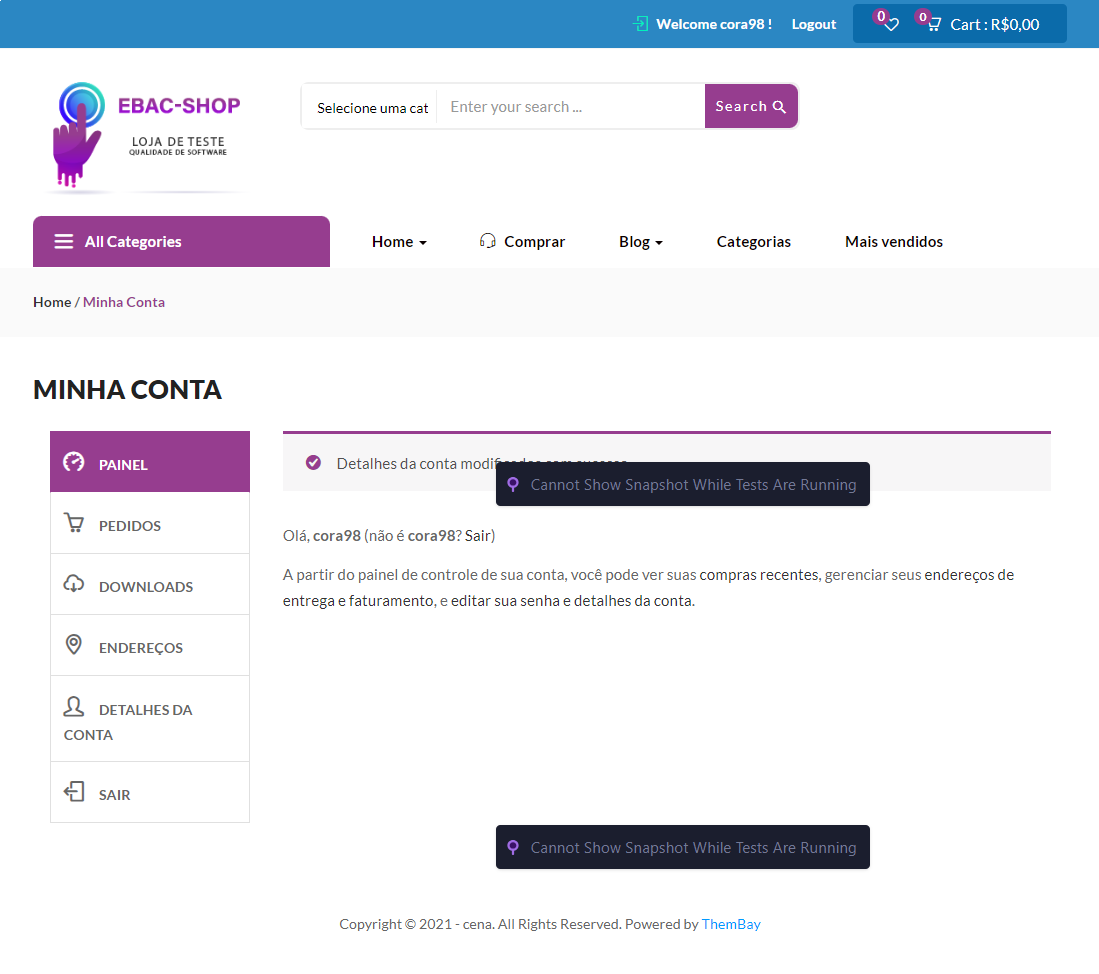 Welcome cora98 ! Logout 0 0 Cart : R$0,00
EBAC-SHOP
LOJA DE TESTE
QUALIDADE DE SOFTWARE
Selecione uma cat Enter your search ... Search
All Categories Home Comprar Blog Categorias Mais vendidos
Home / Minha Conta
MINHA CONTA
PAINEL
PEDIDOS
DOWNLOADS
ENDEREÇOS
DETALHES DA
CONTA
SAIR
Detalhes da conta
Cannot Show Snapshot While Tests Are Running
Olá, cora98 (não é cora98? Sair)
A partir do painel de controle de sua conta, você pode ver suas compras recentes, gerenciar seus endereços de
entrega e faturamento, e editar sua senha e detalhes da conta.
Cannot Show Snapshot While Tests Are Running
Copyright © 2021 - cena. All Rights Reserved. Powered by ThemBay